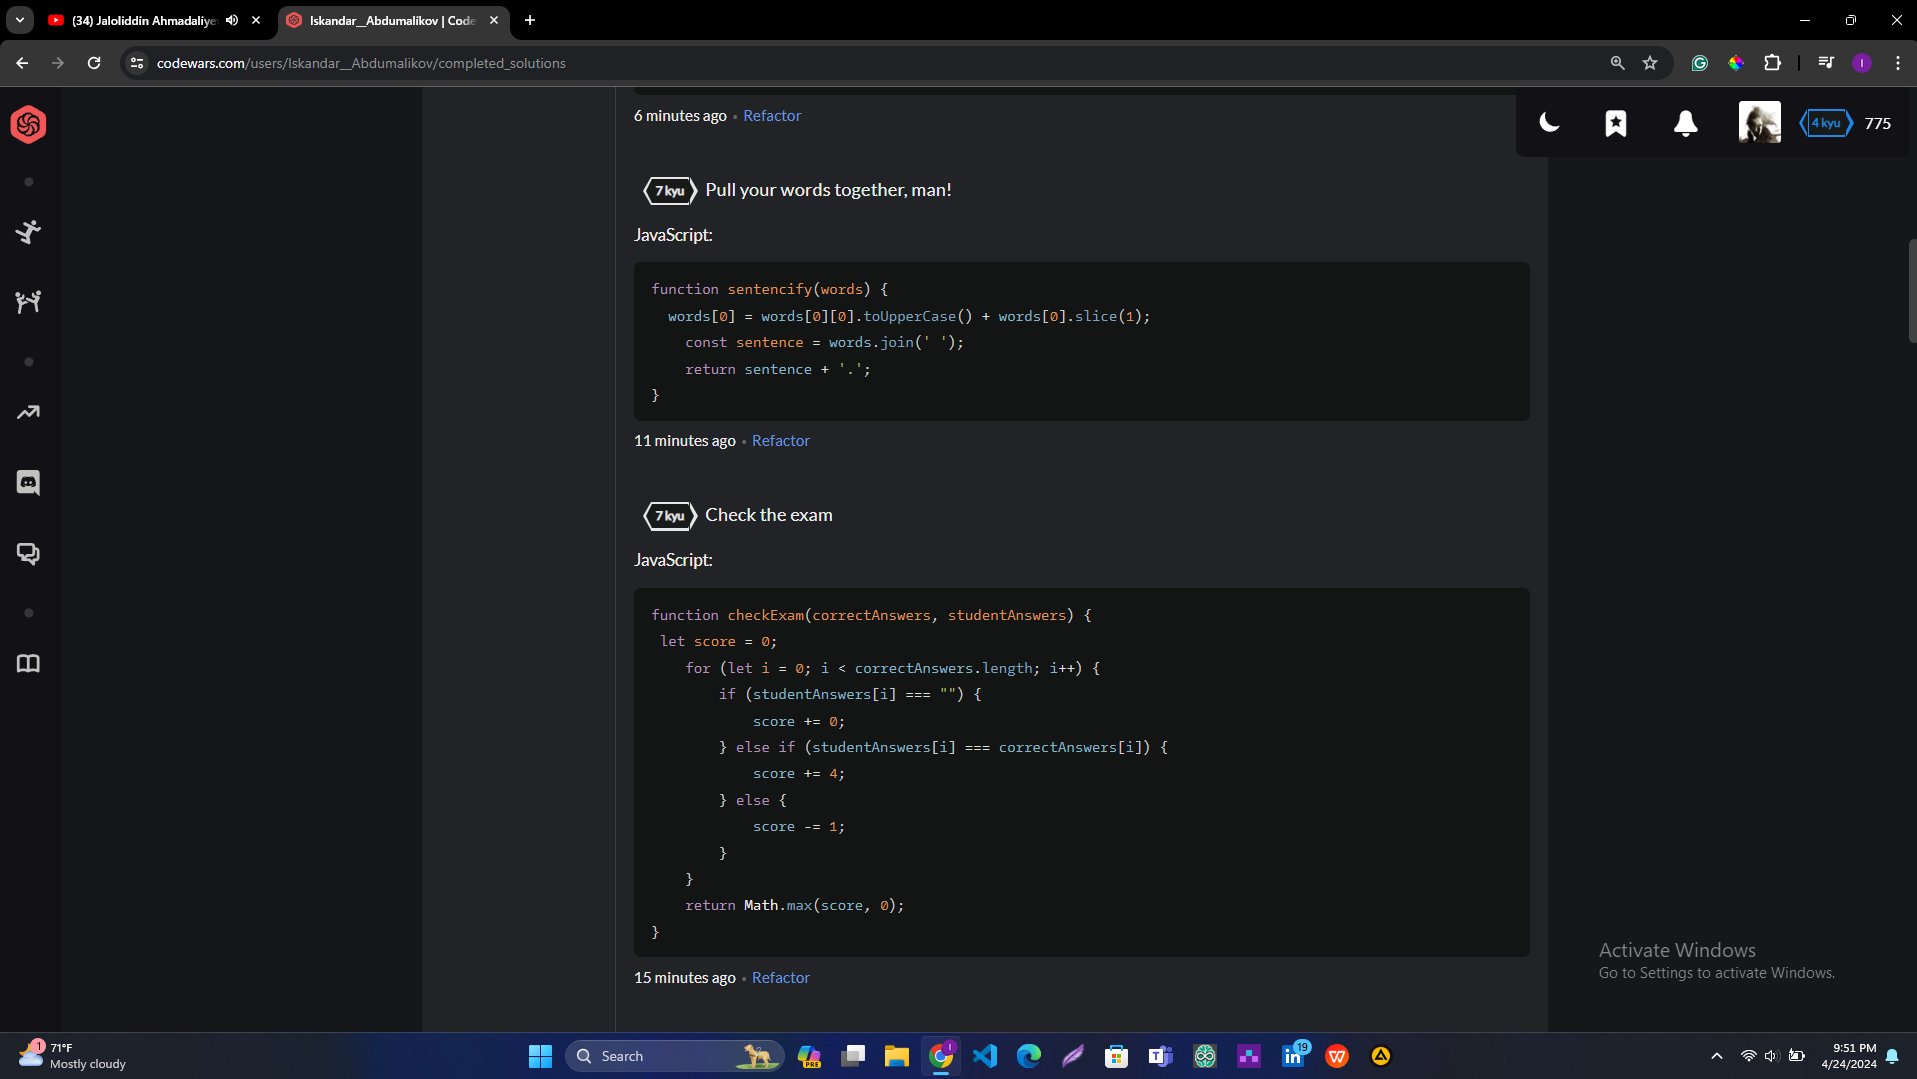 (34) Jaloliddin Ahmadaliye
Iskandar__Abdumalikov | Code
codewars.com/users/Iskandar__Abdumalikov/completed_solutions
I
6 minutes ago • Refactor
4 kyu 775
7 kyu Pull your words together, man!
JavaScript:
function sentencify(words) {
words[0] = words[0][0].toUpperCase() + words[0].slice(1);
const sentence = words.join(' ');
return sentence + '.';
}
11 minutes ago • Refactor
7 kyu Check the exam
JavaScript:
function checkExam(correctAnswers, studentAnswers) {
let score = 0;
for (let i = 0; i < correctAnswers.length; i++) {
if (studentAnswers[i] === "") {
score += 0;
} else if (studentAnswers[i] === correctAnswers[i]) {
score += 4;
} else {
score -= 1;
}
}
return Math.max(score, 0);
}
15 minutes ago • Refactor
Activate Windows
Go to Settings to activate Windows.
1
71°F
Mostly cloudy
Search
PRE
I
19
9:51 PM
4/24/2024